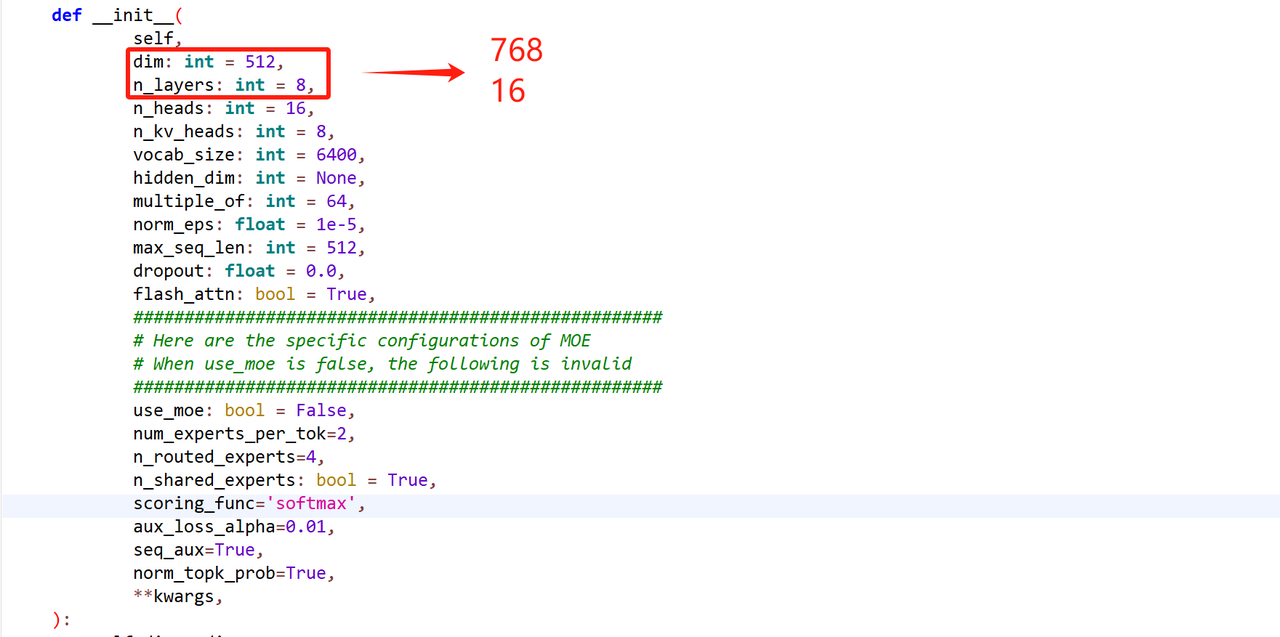 def __init__(
self,
dim: int = 512,
n_layers: int = 8,
768
16
n_heads: int = 16,
n_kv_heads: int = 8,
vocab_size: int = 6400,
hidden_dim: int = None,
multiple_of: int = 64,
norm_eps: float = 1e-5,
max_seq_len: int = 512,
dropout: float = 0.0,
flash_attn: bool = True,
####################################################
# Here are the specific configurations of MOE
# When use_moe is false, the following is invalid
####################################################
use_moe: bool = False,
num_experts_per_tok=2,
n_routed_experts=4,
n_shared_experts: bool = True,
scoring_func='softmax',
aux_loss_alpha=0.01,
seq_aux=True,
norm_topk_prob=True,
**kwargs,
):